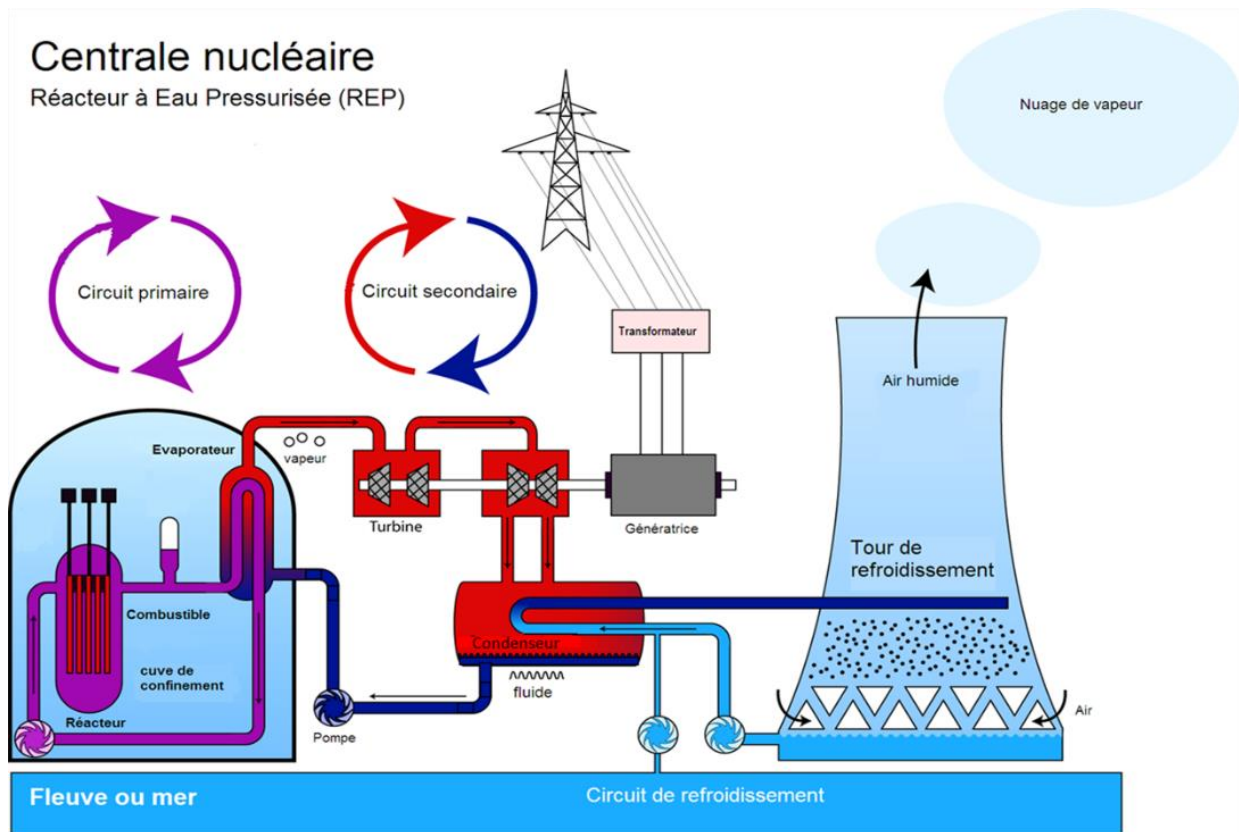 Centrale nucléaire
Réacteur à Eau Pressurisée (REP)
Nuage de vapeur
Circuit primaire
Circuit secondaire
Transformateur
Air humide
Evaporateur
vapeur
Turbine
Génératrice
Tour de
refroidissement
Combustible
Condenseur
cuve de
confinement
fluide
Réacteur
Pompe
Air
Fleuve ou mer
Circuit de refroidissement